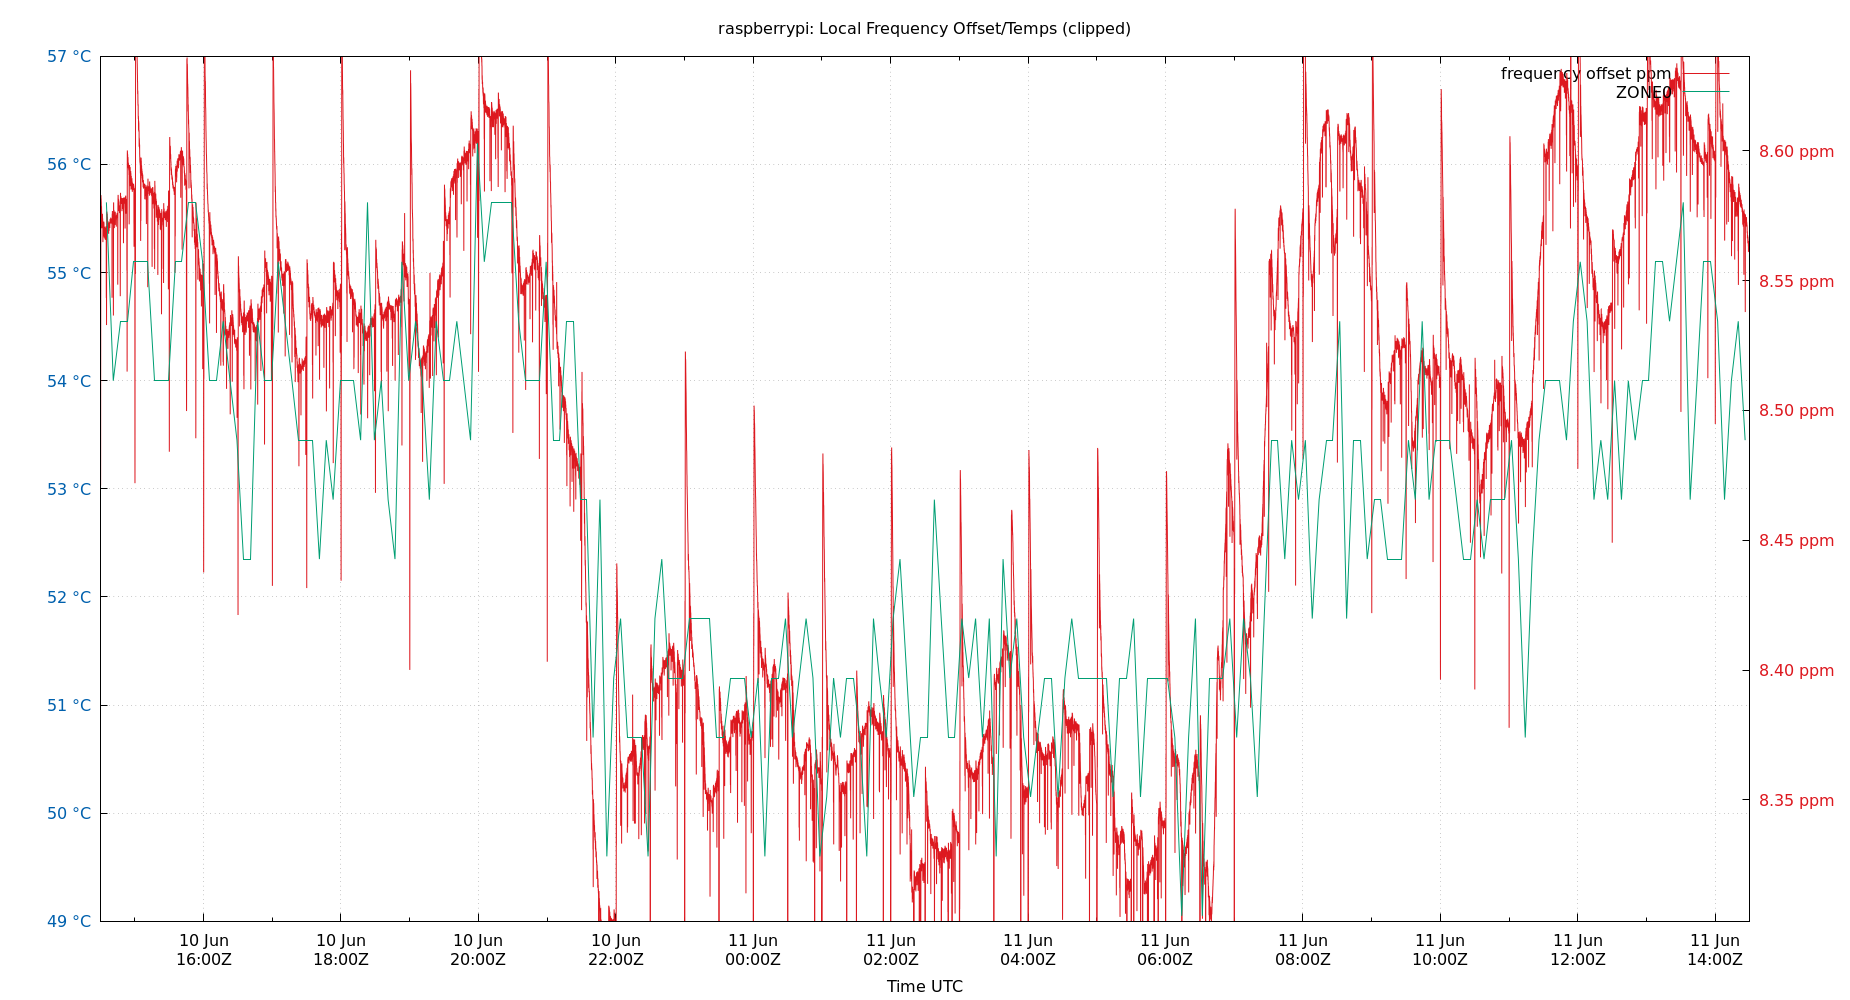 raspberrypi: Local Frequency Offset/Temps (clipped)
57 °C
56 °C
55 °C
54 °C
53 °C
52 °C
51 °C
50 °C
49 °C
frequency offset ppm
ZONE0
8.60 ppm
8.55 ppm
8.50 ppm
8.45 ppm
8.40 ppm
8.35 ppm
10 Jun 10 Jun 10 Jun 10 Jun 11 Jun 11 Jun 11 Jun 11 Jun 11 Jun 11 Jun 11 Jun 11 Jun
16:00Z 18:00Z 20:00Z 22:00Z 00:00Z 02:00Z 04:00Z 06:00Z 08:00Z 10:00Z 12:00Z 14:00Z
Time UTC